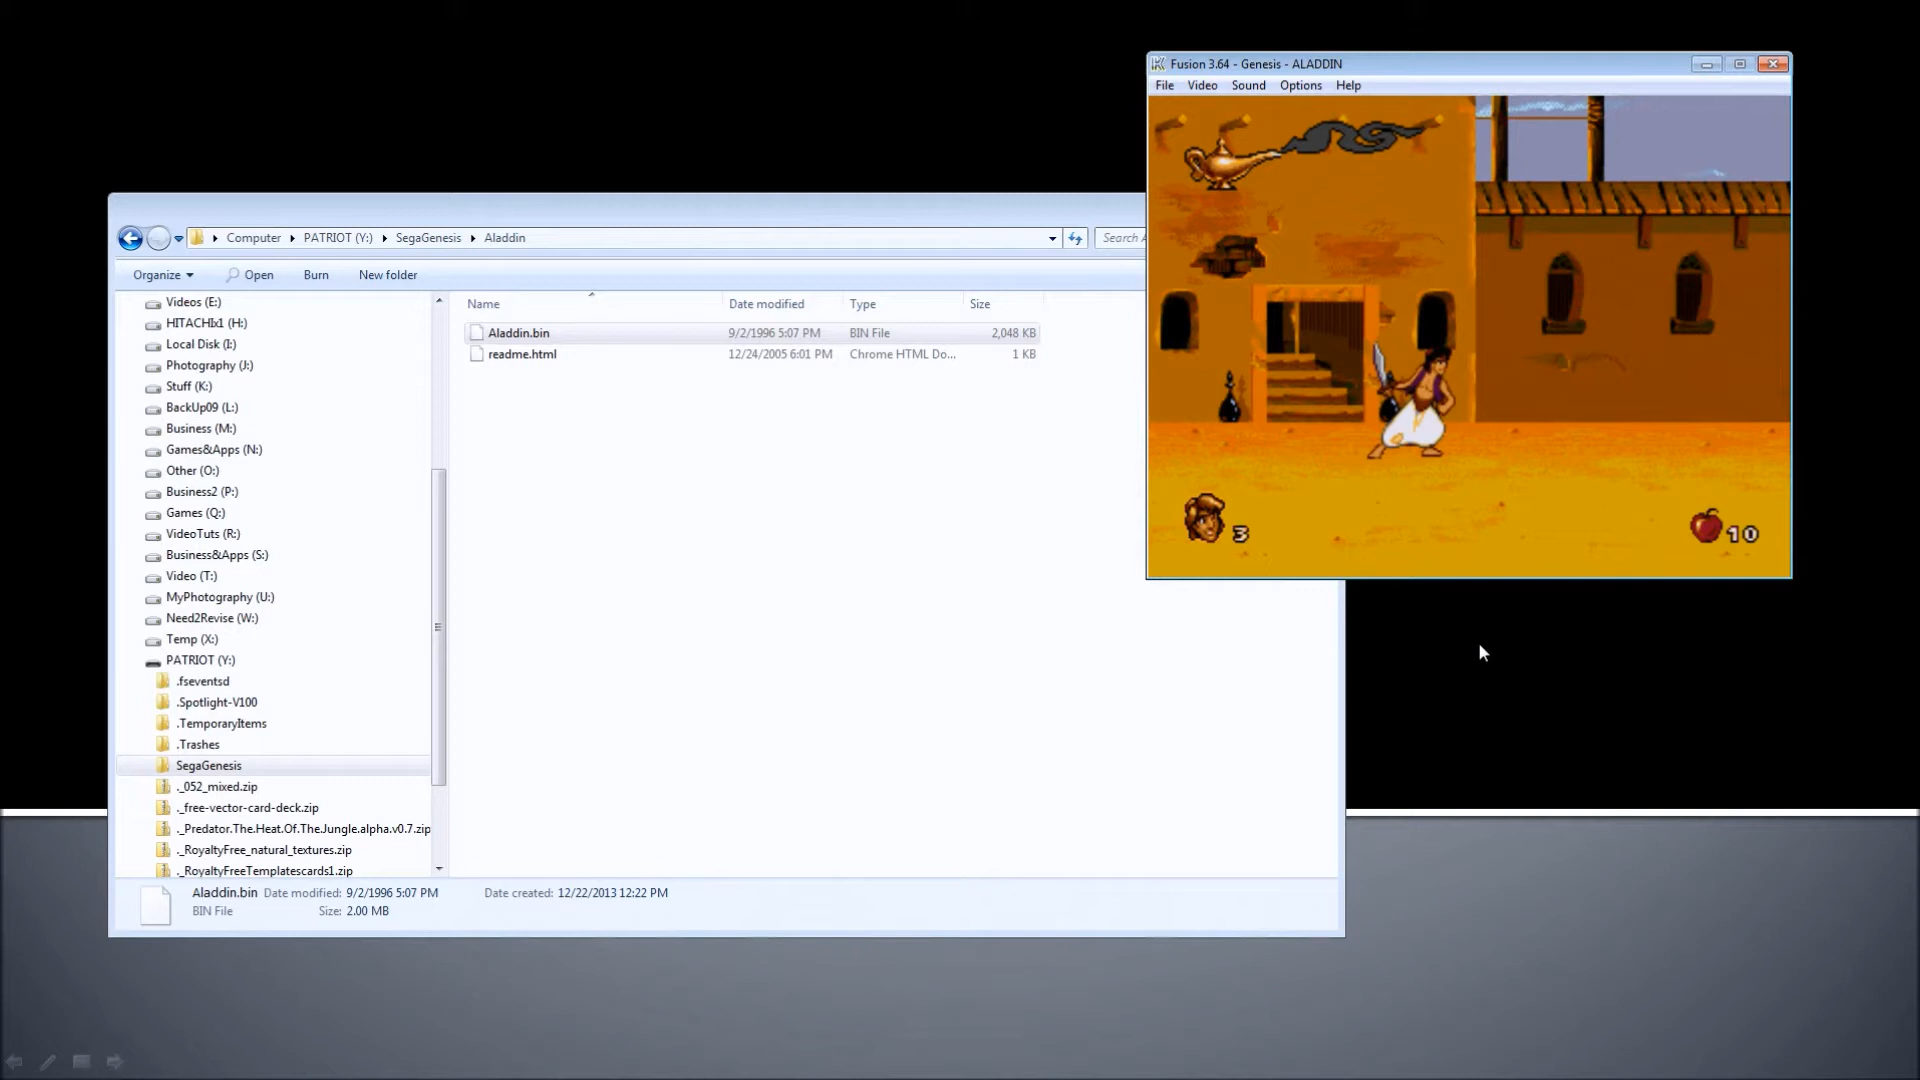 Fusion 3.64 - Genesis - ALADDIN
File Video Sound Options Help
3
10
Computer PATRIOT (Y:) SegaGenesis Aladdin
Search A
Organize Open Burn New folder
Name Date modified Type Size
Aladdin.bin 9/2/1996 5:07 PM BIN File 2,048 KB
readme.html 12/24/2005 6:01 PM Chrome HTML Do... 1 KB
Videos (E:)
HITACHIx1 (H:)
Local Disk (I:)
Photography (J:)
Stuff (K:)
BackUp09 (L:)
Business (M:)
Games&Apps (N:)
Other (O:)
Business2 (P:)
Games (Q:)
VideoTuts (R:)
Business&Apps (S:)
Video (T:)
MyPhotography (U:)
Need2Revise (W:)
Temp (X:)
PATRIOT (Y:)
.fseventsd
.Spotlight-V100
.TemporaryItems
.Trashes
SegaGenesis
._052_mixed.zip
._free-vector-card-deck.zip
._Predator.The.Heat.Of.The.Jungle.alpha.v0.7.zip
._RoyaltyFree_natural_textures.zip
._RoyaltyFreeTemplatescards1.zip
Aladdin.bin Date modified: 9/2/1996 5:07 PM Date created: 12/22/2013 12:22 PM
BIN File Size: 2.00 MB